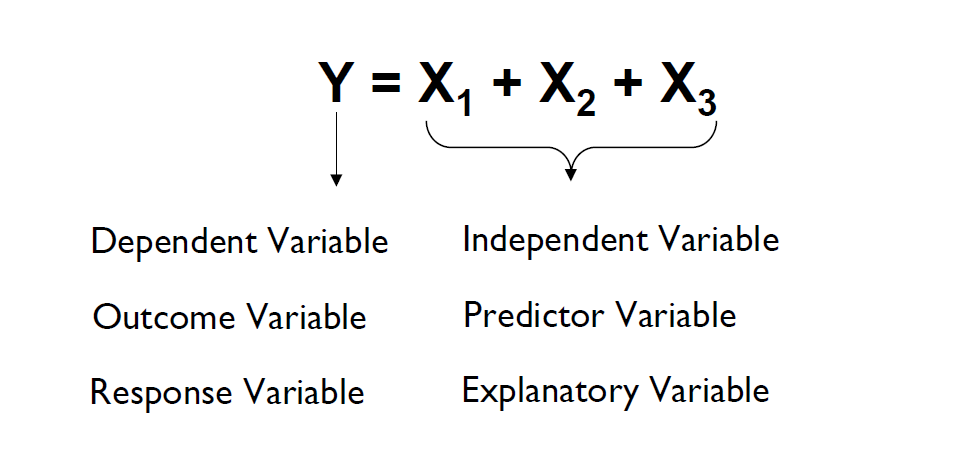 Y = X₁ + X₂ + X₃
Dependent Variable
Independent Variable
Outcome Variable
Predictor Variable
Response Variable
Explanatory Variable